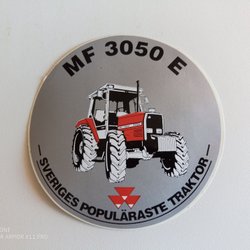 MF 3050 E
— SVERIGES POPULÄRASTE TRAKTOR —